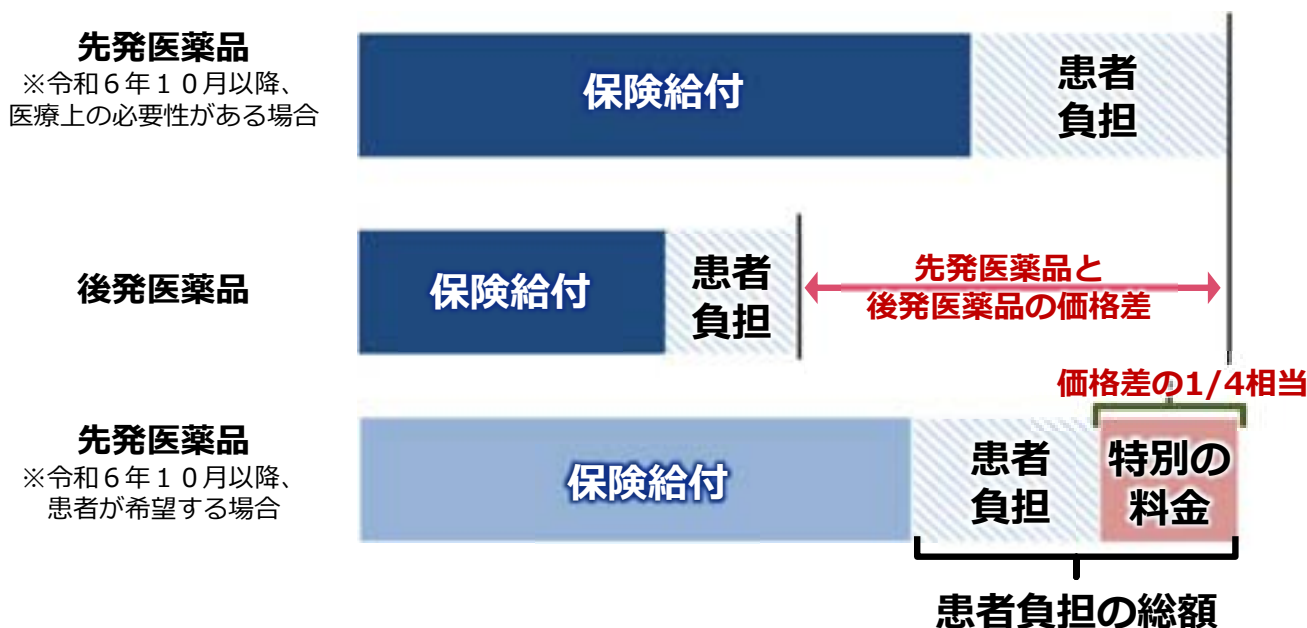 先発医薬品
※令和６年１０月以降、
医療上の必要性がある場合
保険給付
患者
負担
後発医薬品
保険給付
患者
負担
先発医薬品と
後発医薬品の価格差
価格差の1/4相当
先発医薬品
※令和６年１０月以降、
患者が希望する場合
保険給付
患者
負担
特別の
料金
患者負担の総額